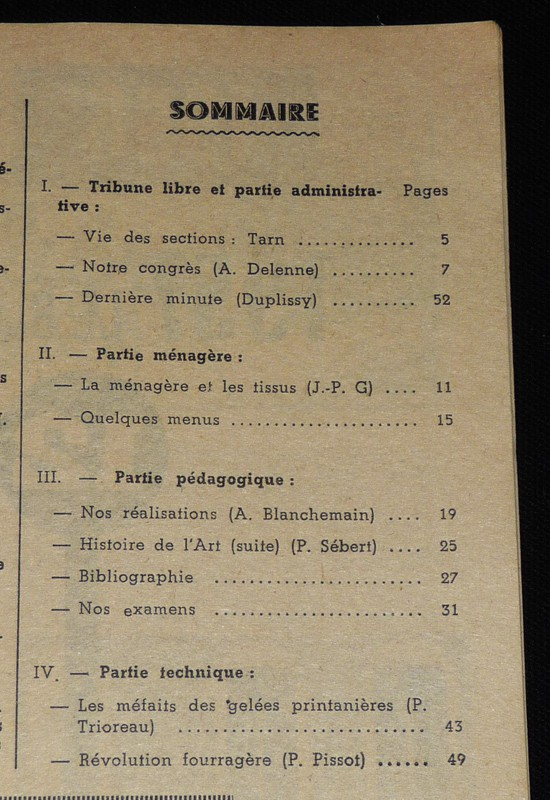 SOMMAIRE
I. — Tribune libre et partie administra- Pages
tive :
— Vie des sections : Tarn .............. 5
— Notre congrès (A. Delenne) .......... 7
— Dernière minute (Duplissy) .......... 52
II. — Partie ménagère :
— La ménagère et les tissus (J.-P. G) .... 11
— Quelques menus ...................... 15
III. — Partie pédagogique :
— Nos réalisations (A. Blanchemain) .... 19
— Histoire de l'Art (suite) (P. Sébert) .... 25
— Bibliographie ........................ 27
— Nos examens ........................ 31
IV. — Partie technique :
— Les méfaits des gelées printanières (P.
Trioreau) ............................ 43
— Révolution fourragère (P. Pissot) ...... 49